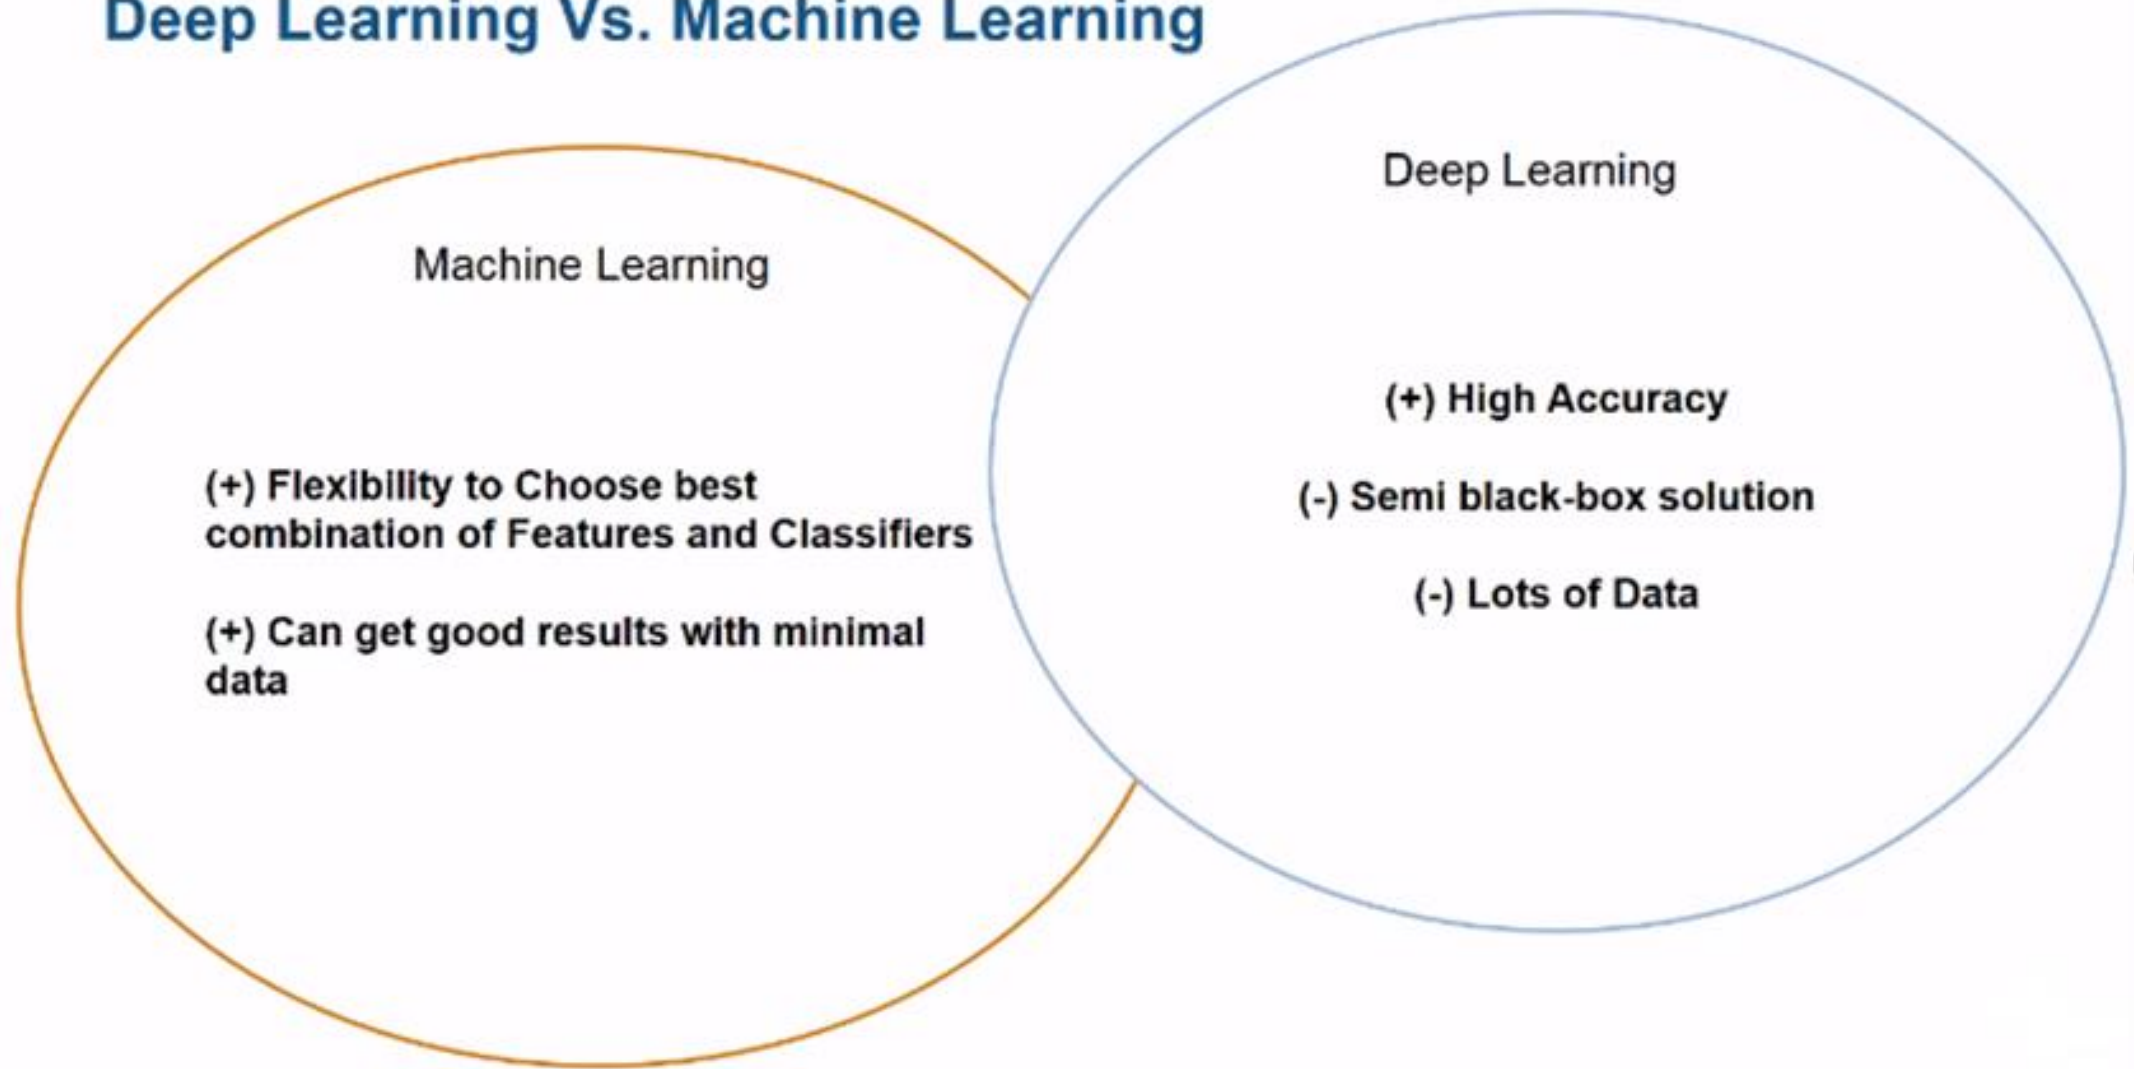 Deep Learning Vs. Machine Learning
Machine Learning
(+) Flexibility to Choose best
combination of Features and Classifiers
(+) Can get good results with minimal
data
Deep Learning
(+) High Accuracy
(-) Semi black-box solution
(-) Lots of Data